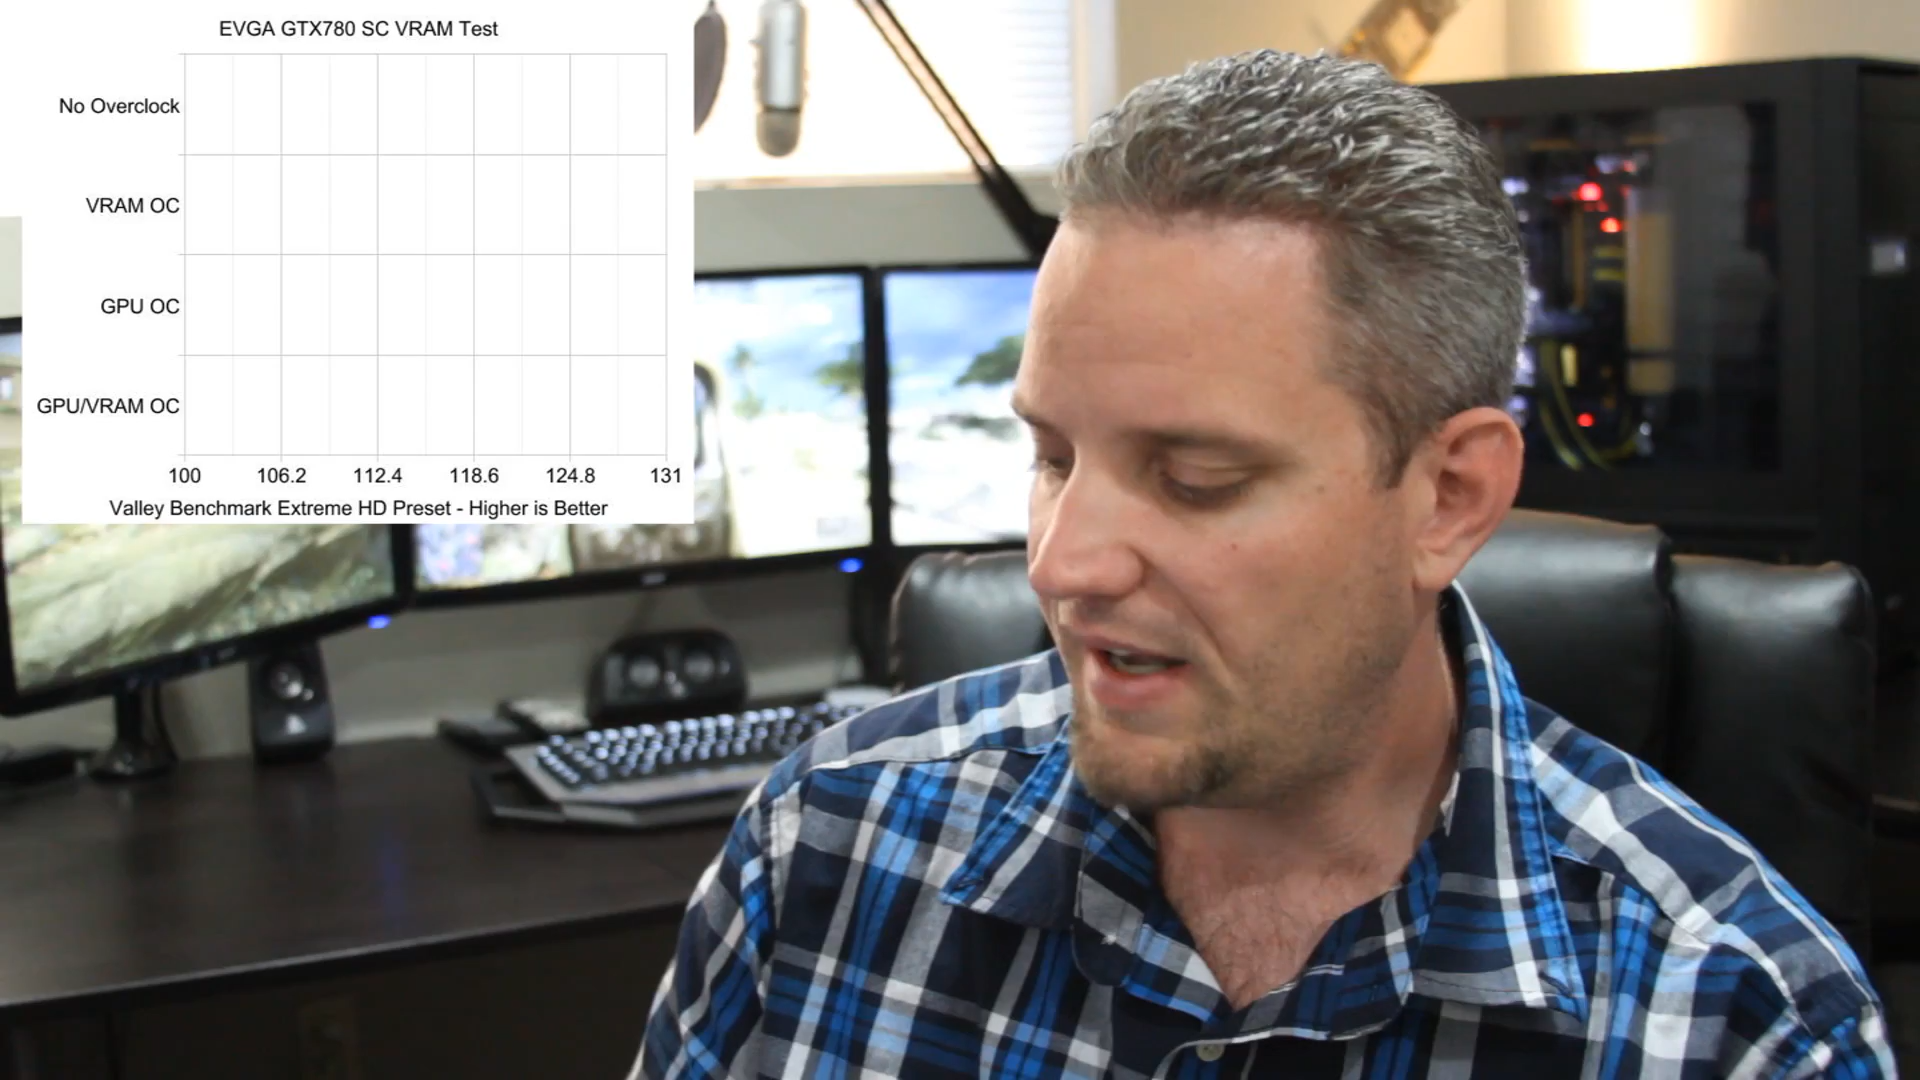 EVGA GTX780 SC VRAM Test
No Overclock
VRAM OC
GPU OC
GPU/VRAM OC
100 106.2 112.4 118.6 124.8 131
Valley Benchmark Extreme HD Preset - Higher is Better